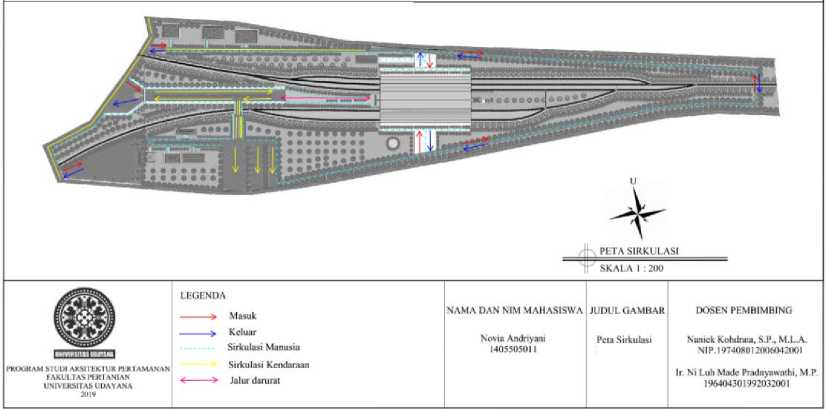 U
PETA SIRKULASI
SKALA 1 : 200
UNIVERSITAS UDAYANA
PROGRAM STUDI ARSITEKTUR PERTAMANAN
FAKULTAS PERTANIAN
UNIVERSITAS UDAYANA
2019
LEGENDA
Masuk
Keluar
Sirkulasi Manusia
Sirkulasi Kendaraan
Jalur darurat
NAMA DAN NIM MAHASISWA
Novia Andriyani
1405505011
JUDUL GAMBAR
Peta Sirkulasi
DOSEN PEMBIMBING
Naniek Kohdrata, S.P., M.L.A.
NIP.197408012006042001
Ir. Ni Luh Made Pradnyawathi, M.P.
196404301992032001